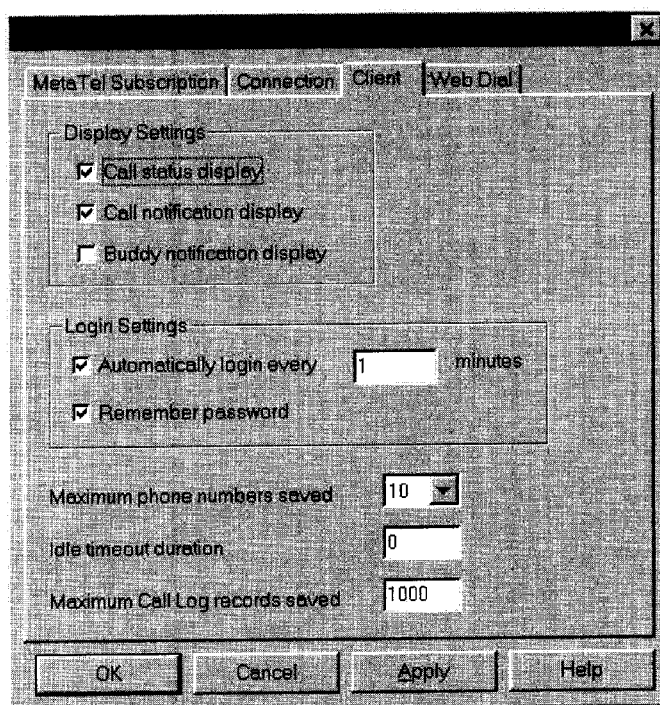 MetaTel Subscription Connection Client Web Dial
Display Settings
Call status display
Call notification display
Buddy notification display
Login Settings
Automatically login every 1 minutes
Remember password
Maximum phone numbers saved 10
Idle timeout duration 0
Maximum Call Log records saved 1000
OK Cancel Apply Help